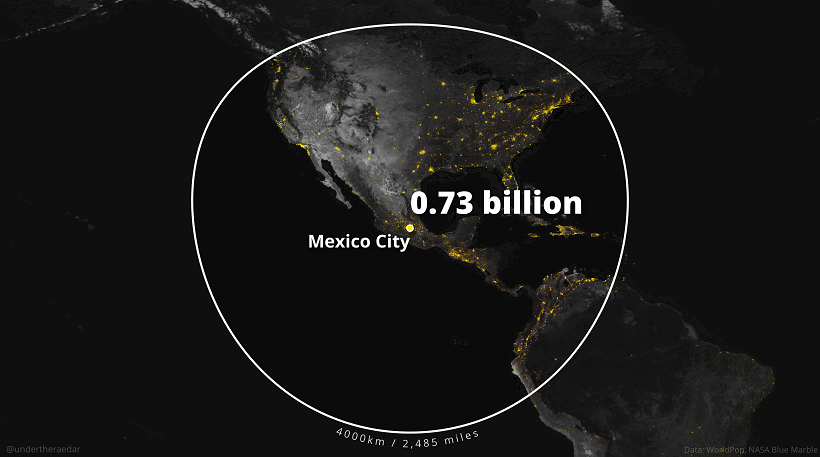 0.73 billion
Mexico City
4000km / 2,485 miles
@undertheraedar
Data: WorldPop, NASA Blue Marble